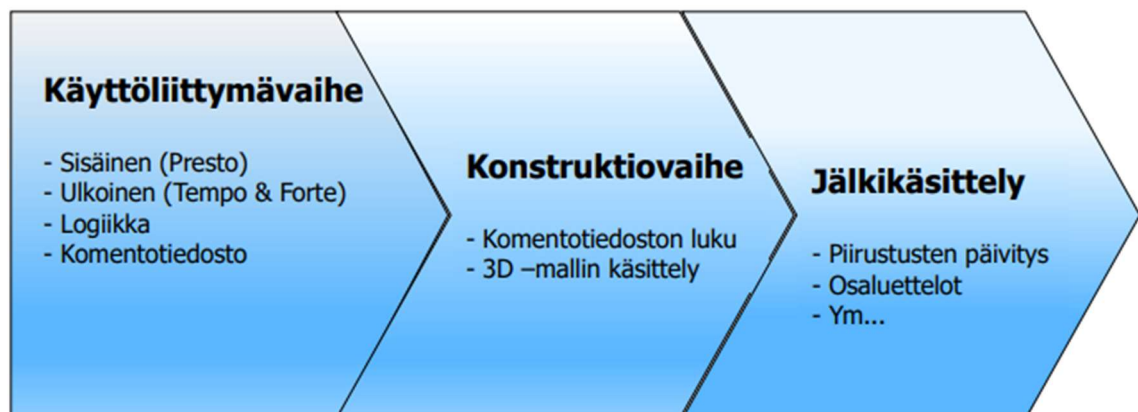 Käyttöliittymävaihe
- Sisäinen (Presto)
- Ulkoinen (Tempo & Forte)
- Logiikka
- Komentotiedosto
Konstruktiovaihe
- Komentotiedoston luku
- 3D –mallin käsittely
Jälkikäsittely
- Piirustusten päivitys
- Osaluettelot
- Ym...